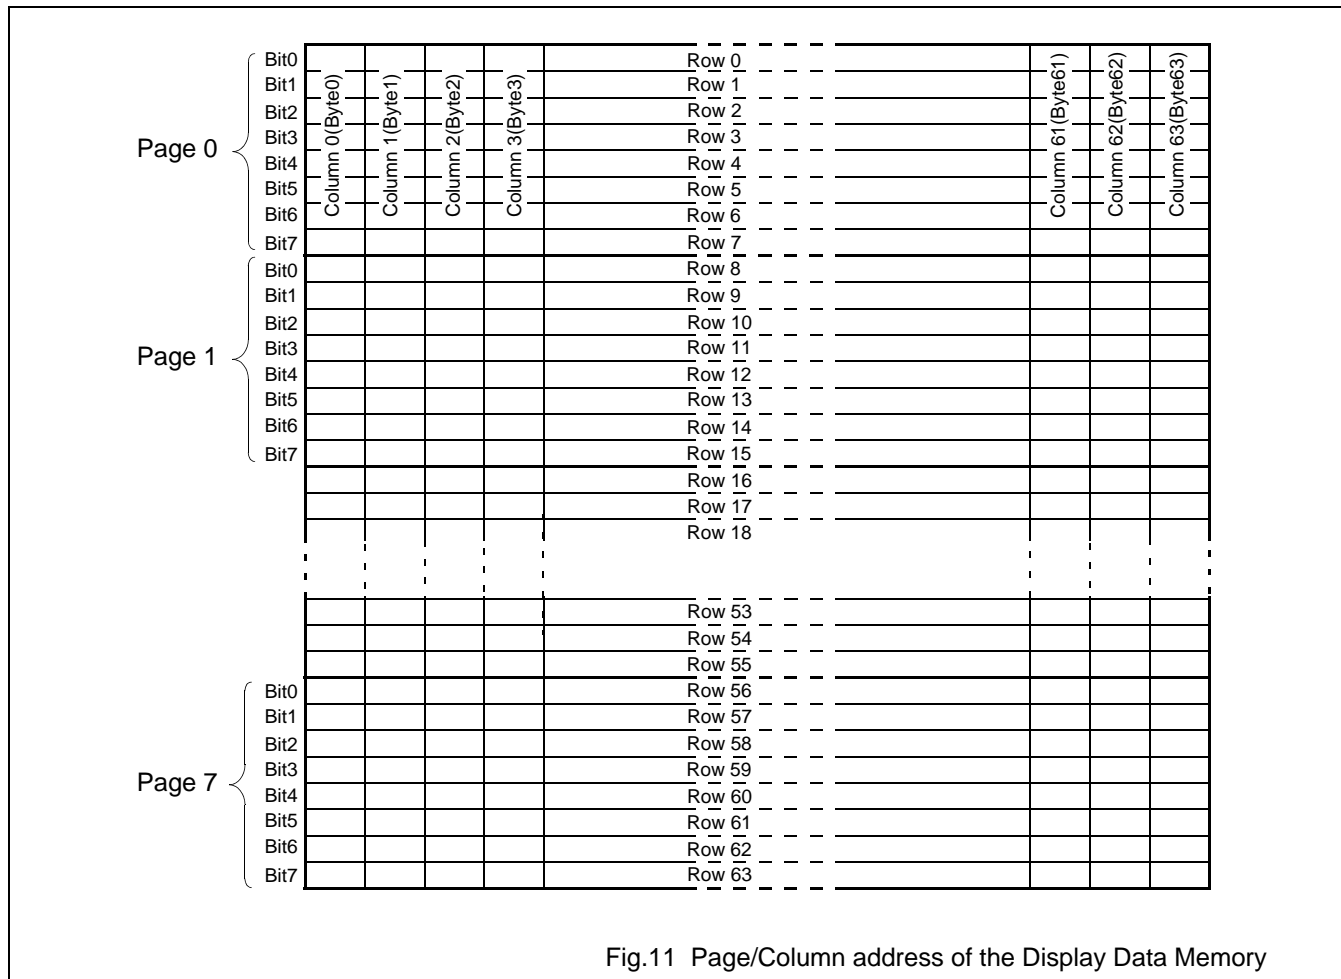 Bit0 Row 0
Bit1 Row 1
Bit2 Row 2
Bit3 Row 3
Page 0
Bit4 Row 4
Bit5 Row 5
Bit6 Row 6
Bit7 Row 7
Column 0(Byte0)
Column 1(Byte1)
Column 2(Byte2)
Column 3(Byte3)
Column 61(Byte61)
Column 62(Byte62)
Column 63(Byte63)
Bit0 Row 8
Bit1 Row 9
Bit2 Row 10
Bit3 Row 11
Page 1
Bit4 Row 12
Bit5 Row 13
Bit6 Row 14
Bit7 Row 15
Row 16
Row 17
Row 18
Row 53
Row 54
Row 55
Bit0 Row 56
Bit1 Row 57
Bit2 Row 58
Bit3 Row 59
Page 7
Bit4 Row 60
Bit5 Row 61
Bit6 Row 62
Bit7 Row 63
Fig.11 Page/Column address of the Display Data Memory